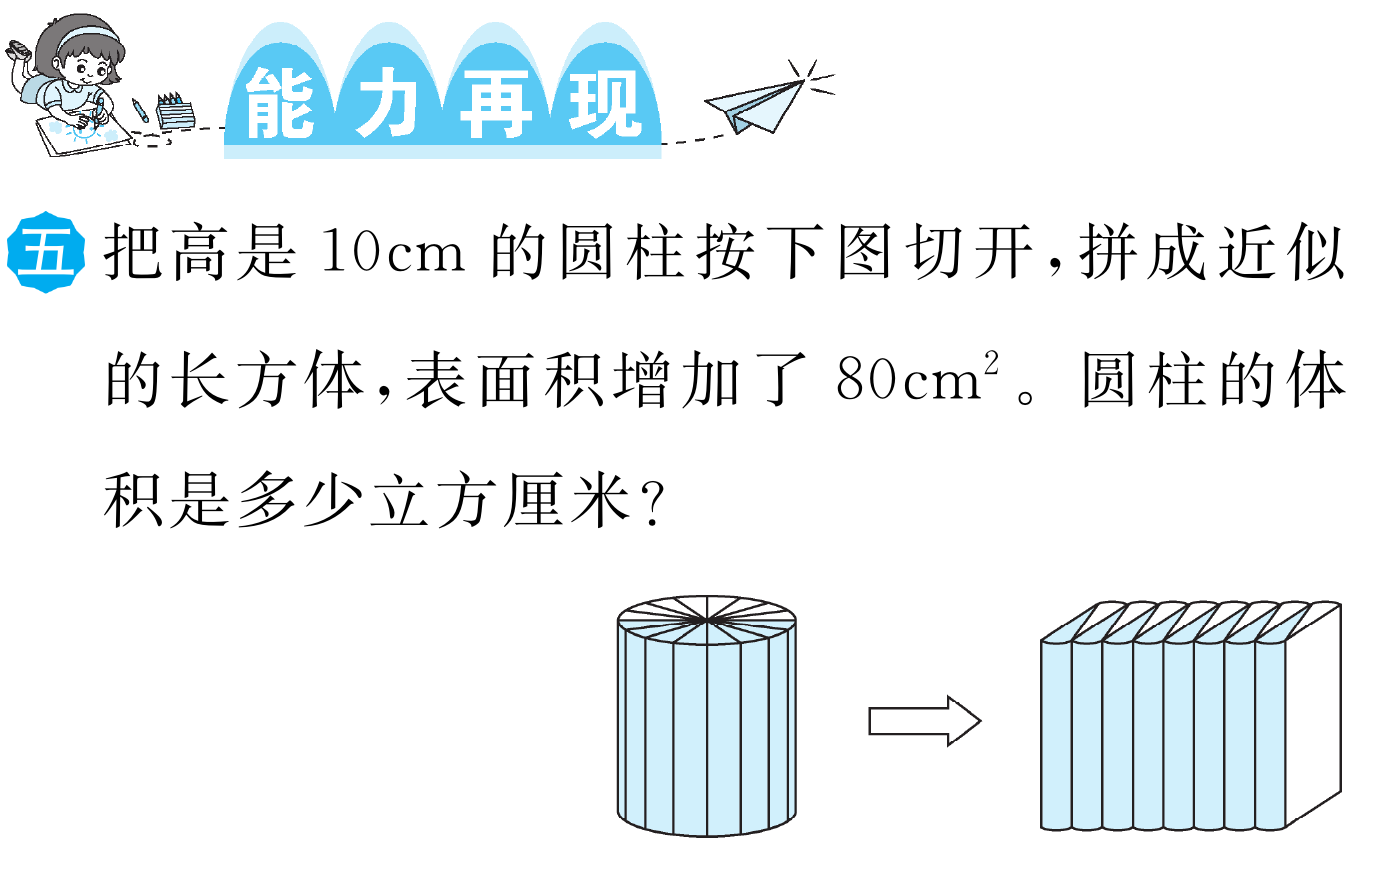 能力再现
五 把高是10cm的圆柱按下图切开,拼成近似
的长方体,表面积增加了80cm²。圆柱的体
积是多少立方厘米?